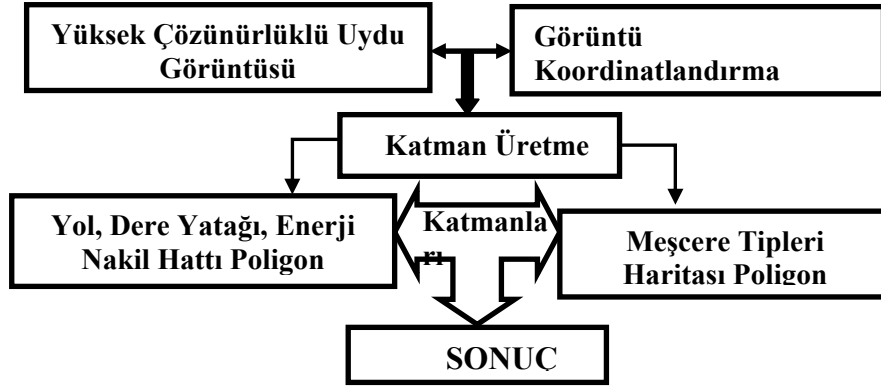 Yüksek Çözünürlüklü Uydu
Görüntüsü
Görüntü
Koordinatlandırma
Katman Üretme
Yol, Dere Yatağı, Enerji
Nakil Hattı Poligon
Katmanla
rı
Meşcere Tipleri
Haritası Poligon
SONUÇ